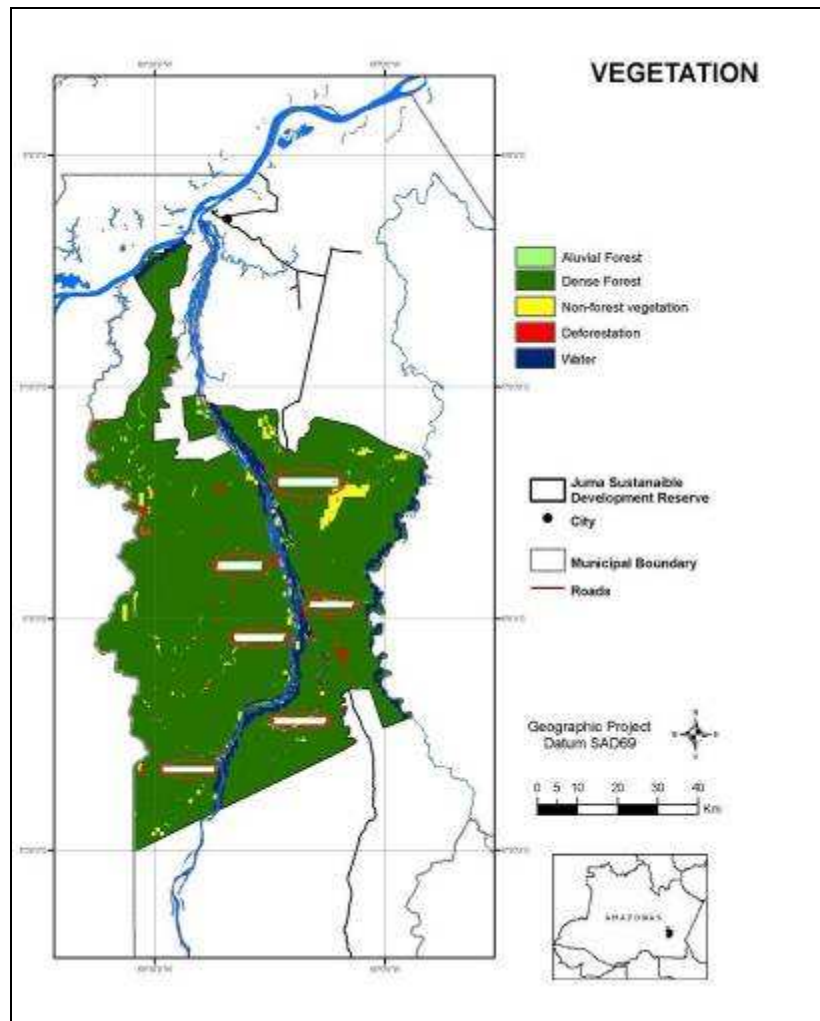 VEGETATION
Aluvial Forest
Dense Forest
Non-forest vegetation
Deforestation
Water
Juma Sustanaible
Development Reserve
City
Municipal Boundary
Roads
Geographic Project
Datum SAD69
0 5 10 20 30 40
Km
AMAZONAS